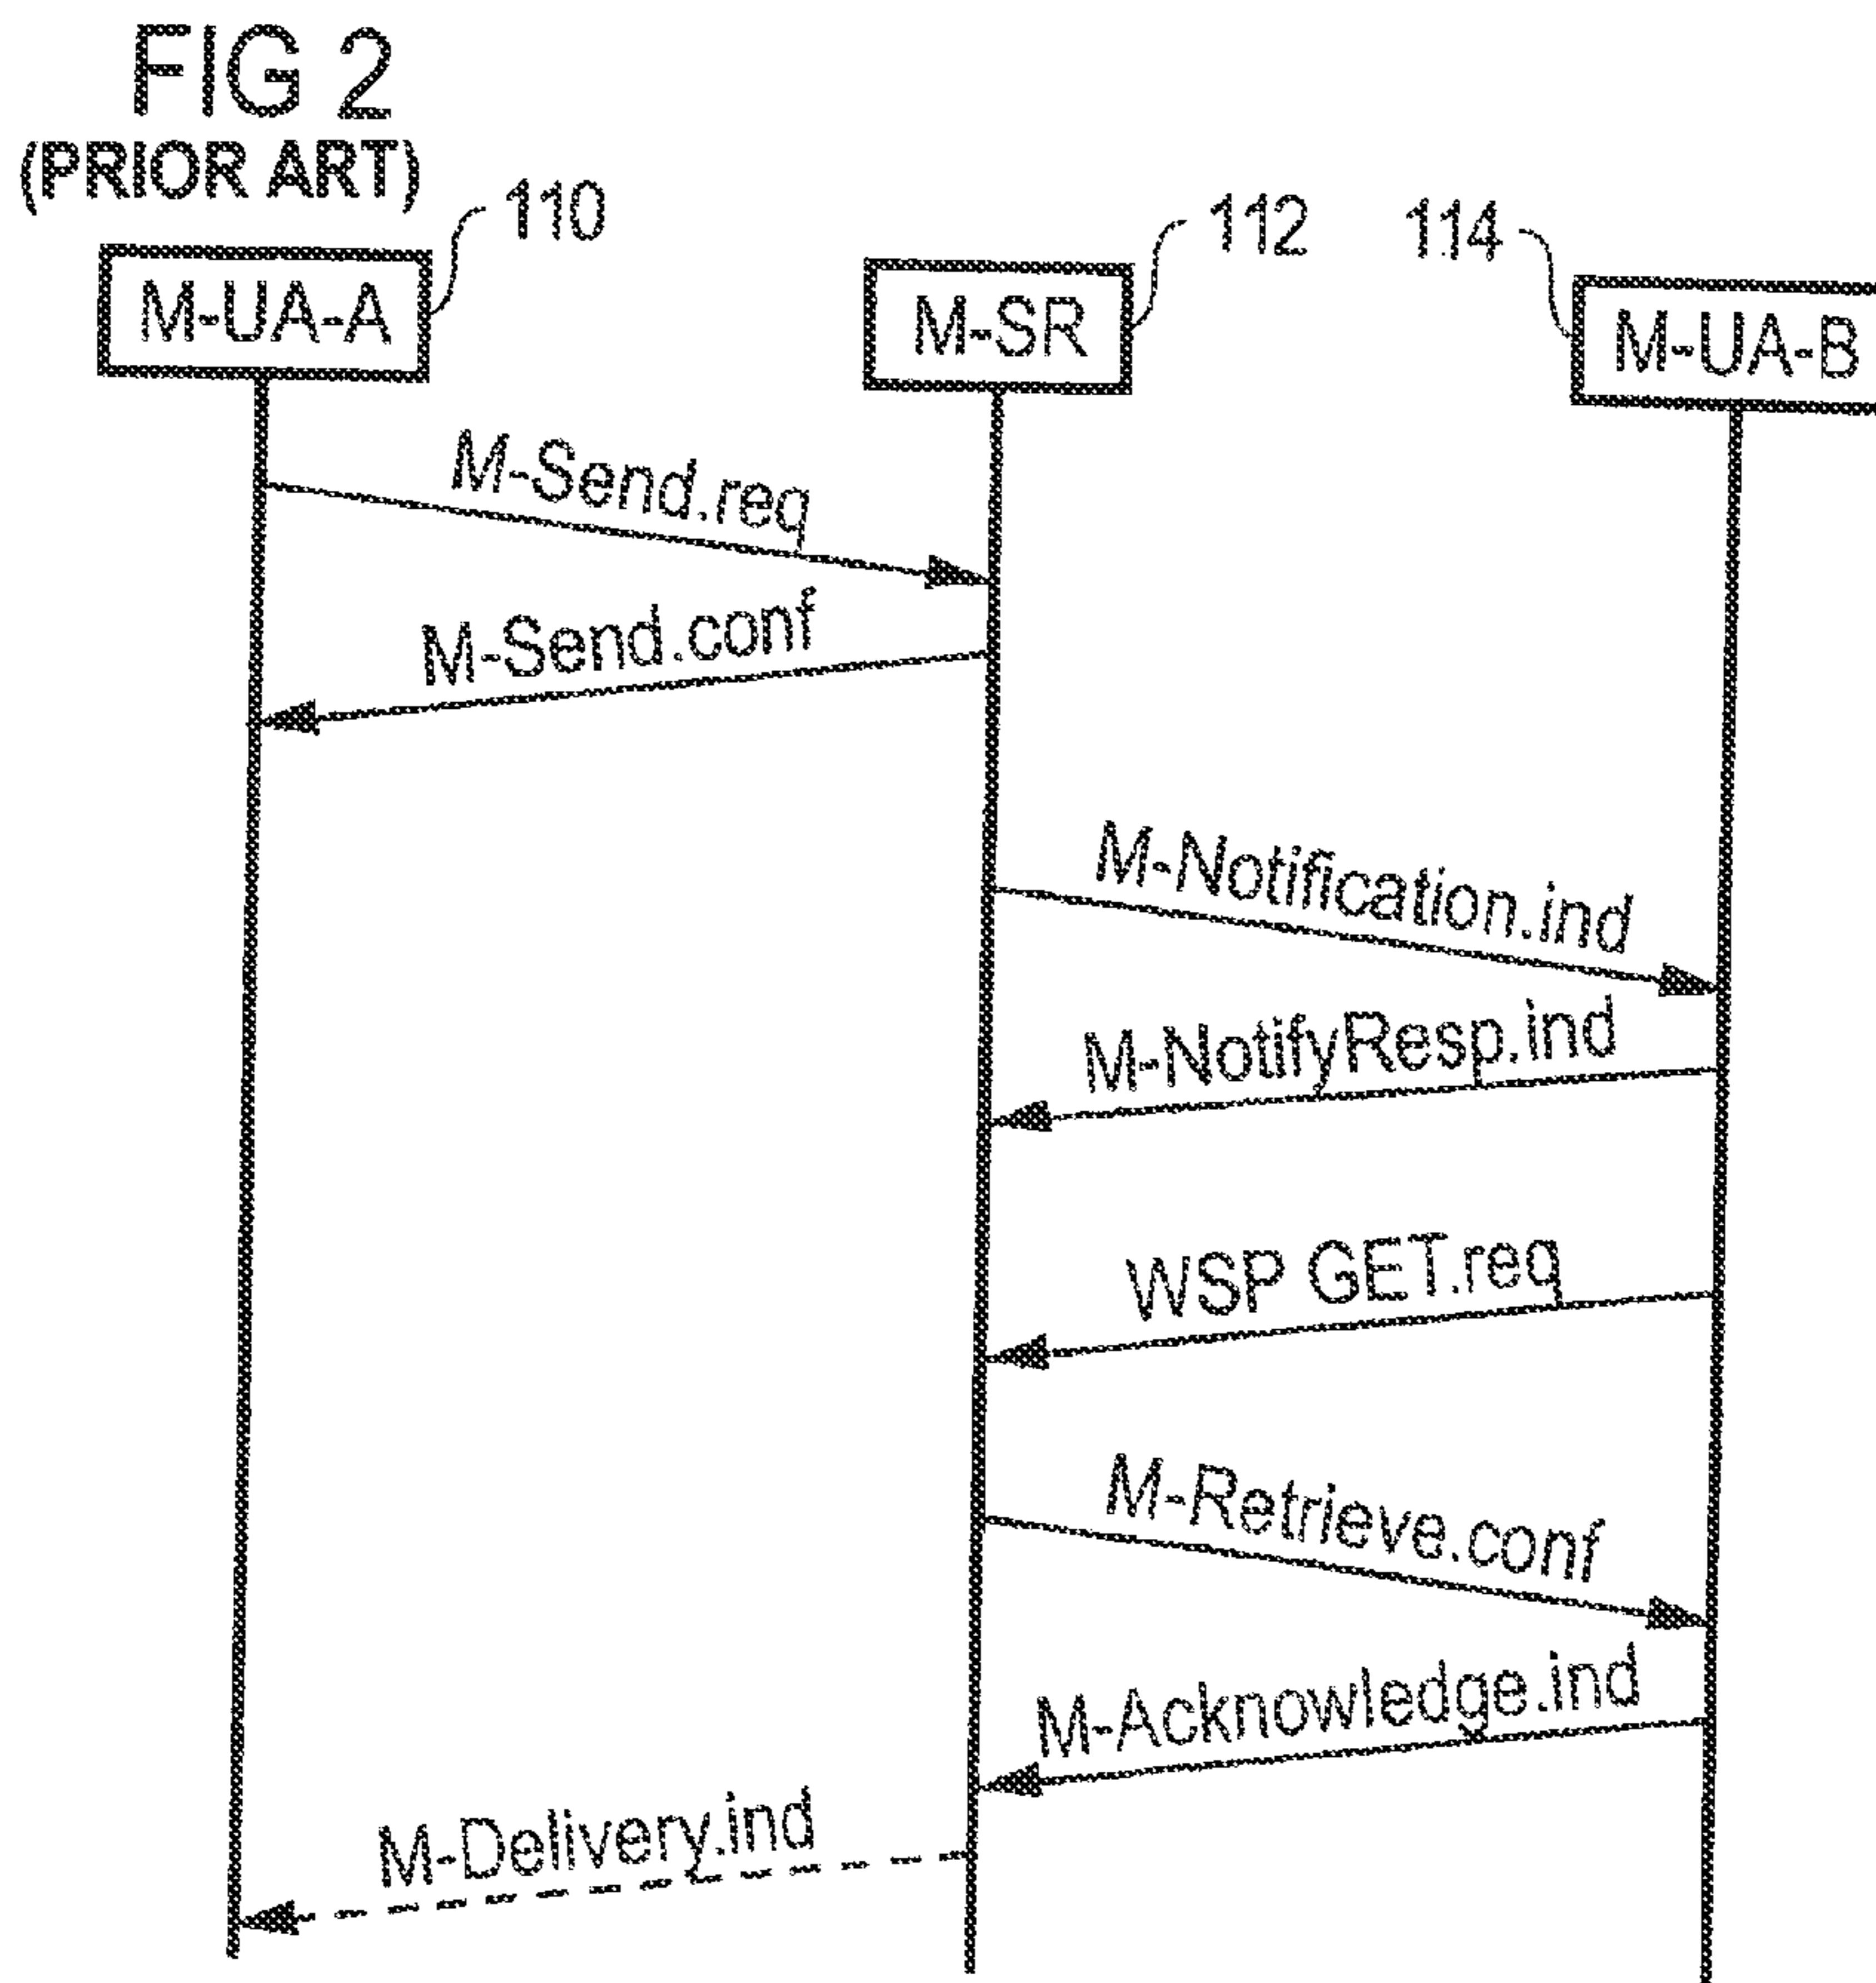 FIG 2
(PRIOR ART)
110
112
114
M-UA-A
M-SR
M-UA-B
M-Send.req
M-Send.conf
M-Notification.ind
M-NotifyResp.ind
WSP GET.req
M-Retrieve.conf
M-Acknowledge.ind
M-Delivery.ind